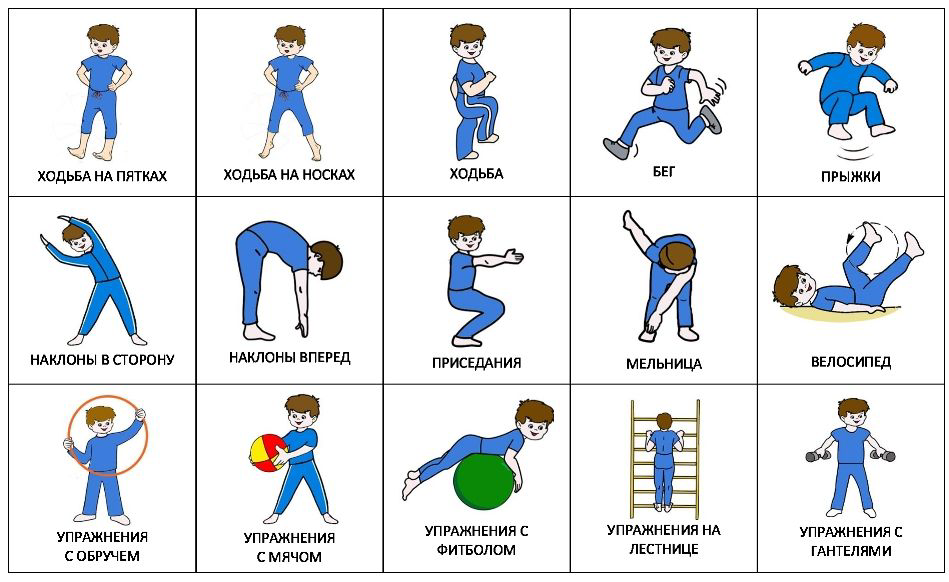 ХОДЬБА НА ПЯТКАХ
ХОДЬБА НА НОСКАХ
ХОДЬБА
БЕГ
ПРЫЖКИ
НАКЛОНЫ В СТОРОНУ
НАКЛОНЫ ВПЕРЕД
ПРИСЕДАНИЯ
МЕЛЬНИЦА
ВЕЛОСИПЕД
УПРАЖНЕНИЯ
С ОБРУЧЕМ
УПРАЖНЕНИЯ
С МЯЧОМ
УПРАЖНЕНИЯ С
ФИТБОЛОМ
УПРАЖНЕНИЯ НА
ЛЕСТНИЦЕ
УПРАЖНЕНИЯ С
ГАНТЕЛЯМИ